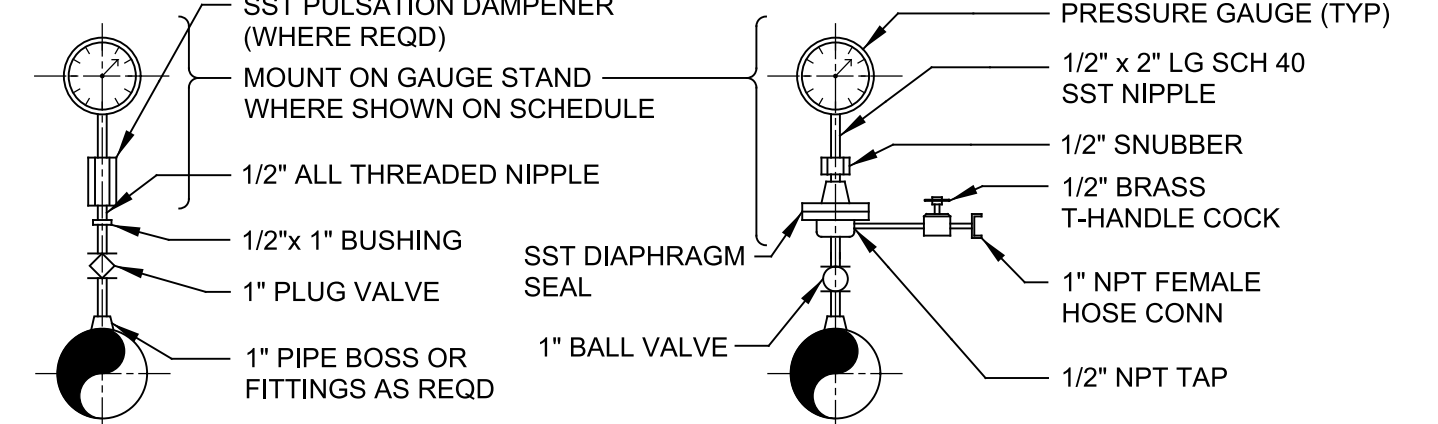 SST PULSATION DAMPENER
(WHERE REQD)
MOUNT ON GAUGE STAND
WHERE SHOWN ON SCHEDULE
1/2" ALL THREADED NIPPLE
1/2"x 1" BUSHING
1" PLUG VALVE
1" PIPE BOSS OR
FITTINGS AS REQD
PRESSURE GAUGE (TYP)
1/2" x 2" LG SCH 40
SST NIPPLE
1/2" SNUBBER
1/2" BRASS
T-HANDLE COCK
SST DIAPHRAGM
SEAL
1" NPT FEMALE
HOSE CONN
1" BALL VALVE
1/2" NPT TAP